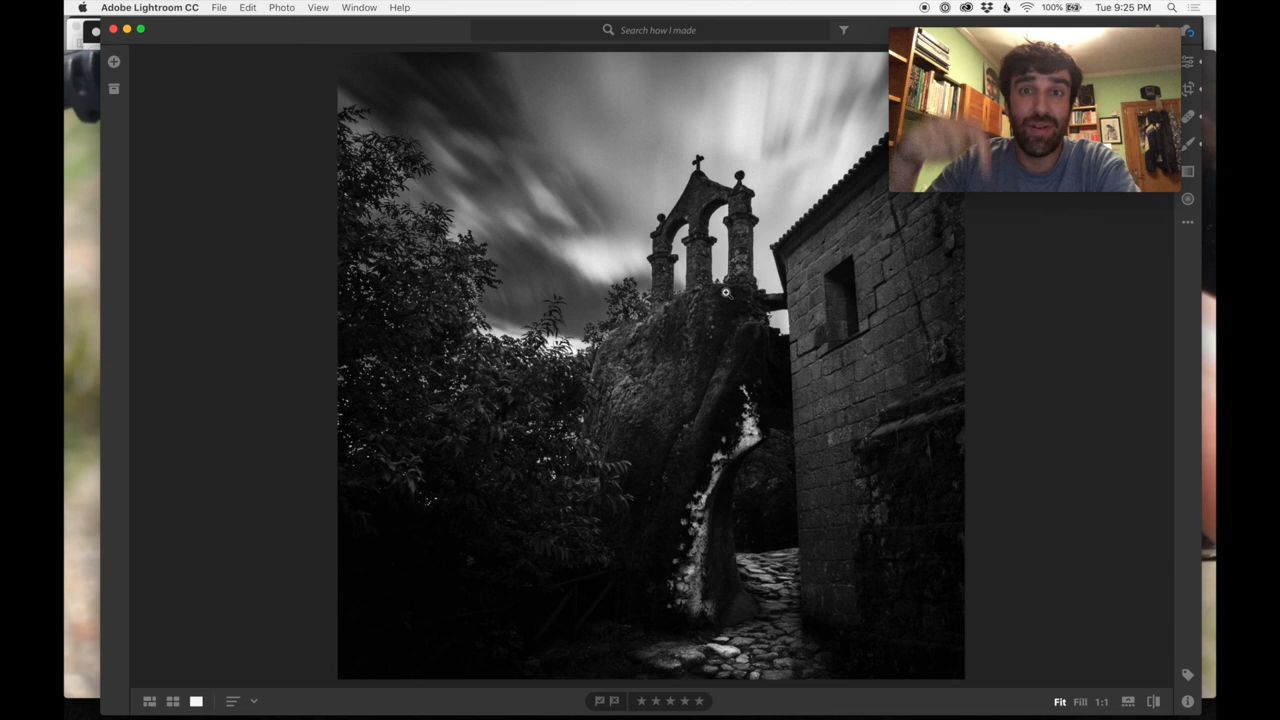 Adobe Lightroom CC File Edit Photo View Window Help 100% Tue 9:25 PM
Search how I made
Fit Fill 1:1